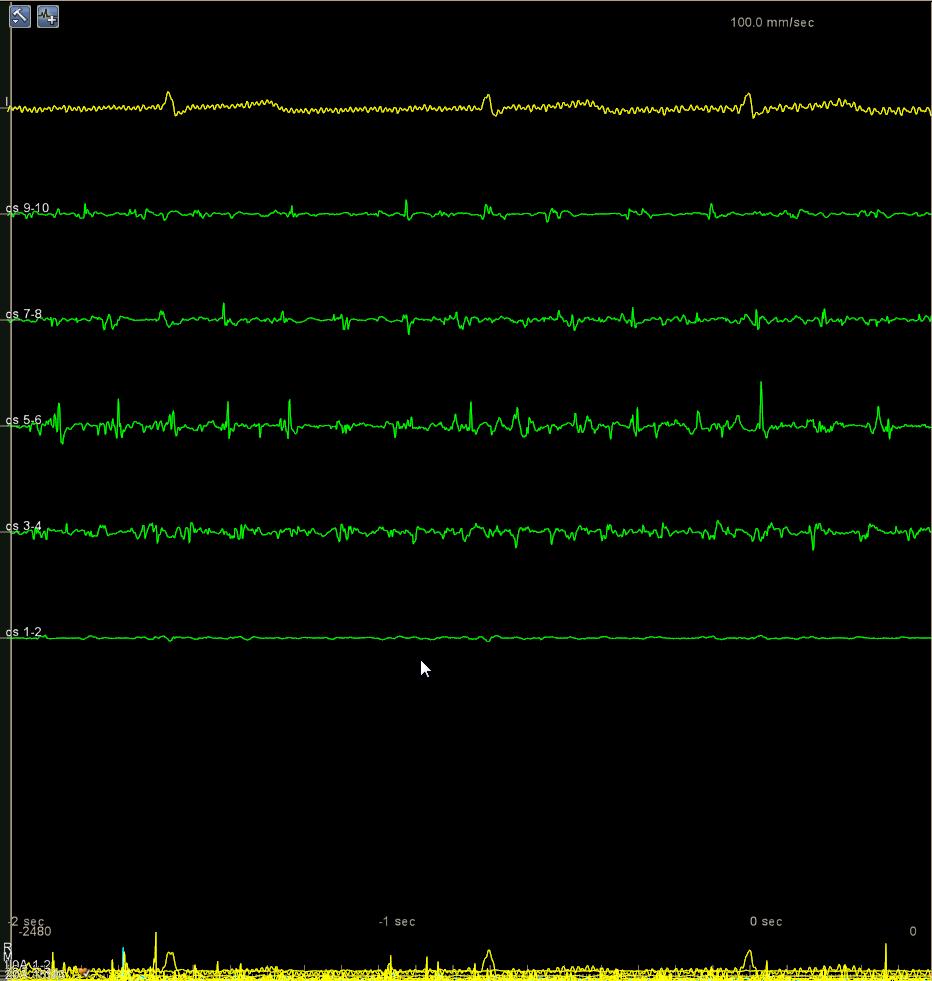 100.0 mm/sec
I
cs 9-10
cs 7-8
cs 5-6
cs 3-4
cs 1-2
-2 sec
-1 sec
0 sec
-2480
0